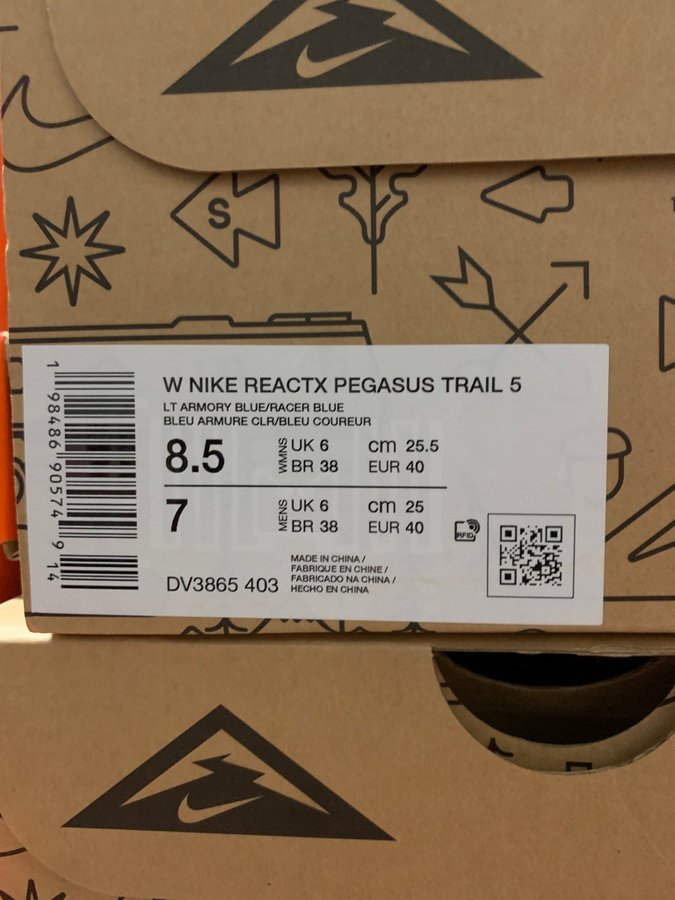 S
W NIKE REACTX PEGASUS TRAIL 5
LT ARMORY BLUE/RACER BLUE
BLEU ARMURE CLR/BLEU COUREUR
8.5 WMNS UK 6 cm 25.5
BR 38 EUR 40
7 MENS UK 6 cm 25
BR 38 EUR 40
RFID
MADE IN CHINA /
FABRIQUE EN CHINE /
FABRICADO NA CHINA /
HECHO EN CHINA
DV3865 403
1 98486 90574 9 14